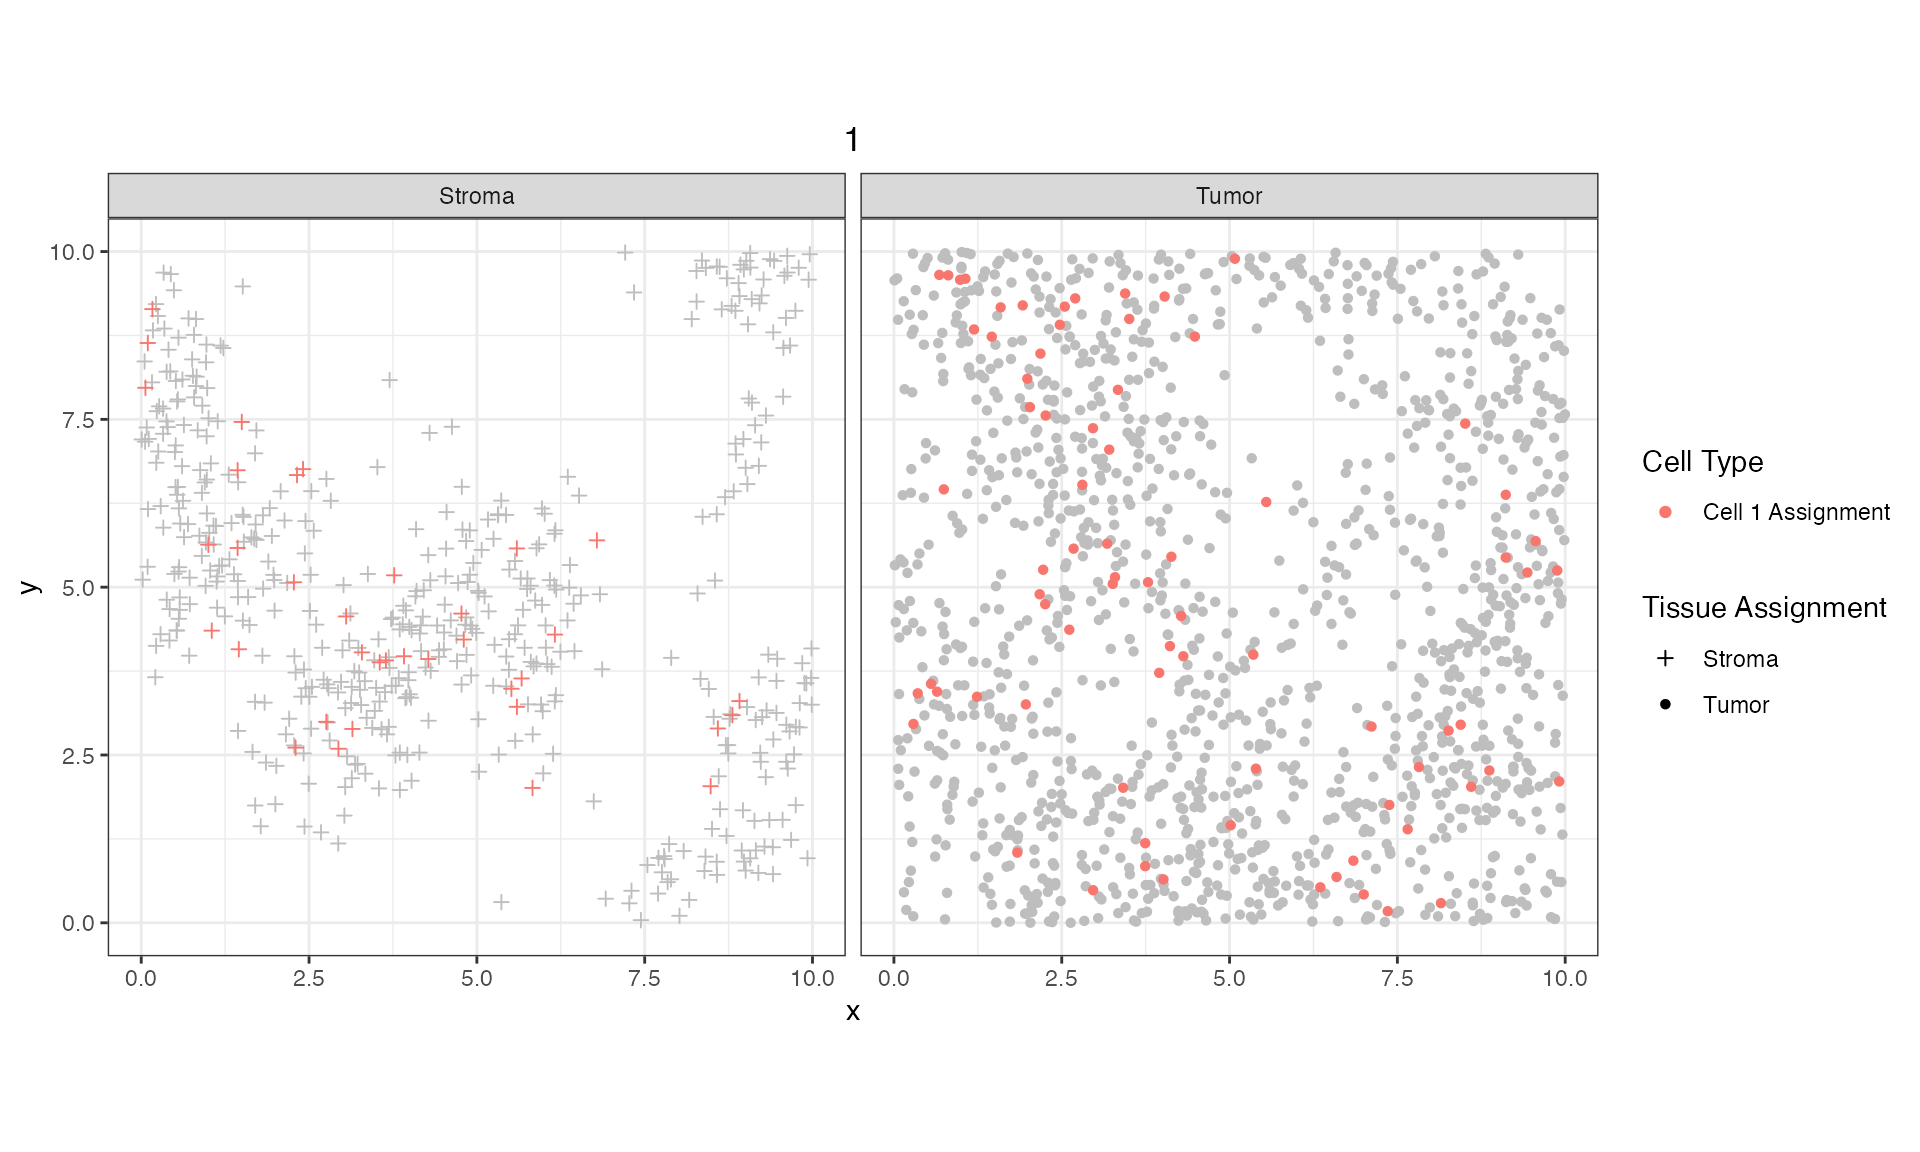 1
Stroma
Tumor
10.0
7.5
5.0
2.5
0.0
y
0.0 2.5 5.0 7.5 10.0
0.0 2.5 5.0 7.5 10.0
x
Cell Type
Cell 1 Assignment
Tissue Assignment
Stroma
Tumor